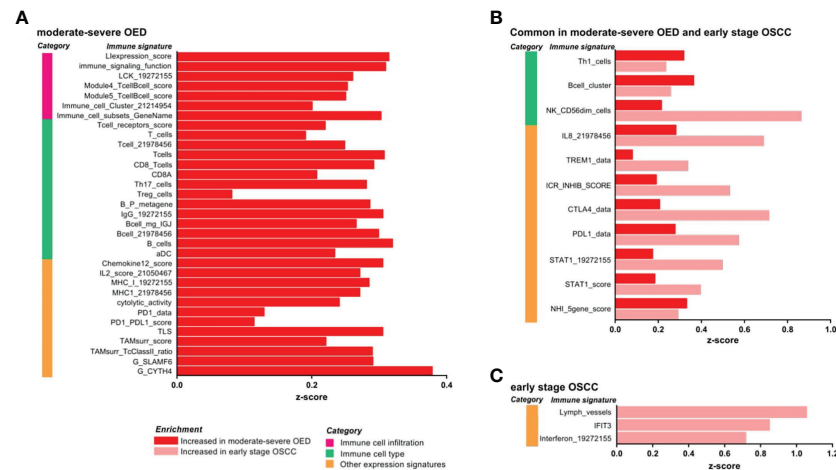 A
moderate-severe OED
Category Immune signature
LIexpression_score
immune_signaling_function
LCK_19272155
Module4_TcellBcell_score
Module5_TcellBcell_score
Immune_cell_Cluster_21214954
Immune_cell_subsets_GeneName
Tcell_receptors_score
T_cells
Tcell_21978456
Tcells
CD8_Tcells
CD8A
Th17_cells
Treg_cells
B_P_metagene
IgG_19272155
Bcell_mg_IGJ
Bcell_21978456
B_cells
aDC
Chemokine12_score
IL2_score_21050467
MHC_I_19272155
MHC1_21978456
cytolytic_activity
PD1_data
PD1_PDL1_score
TLS
TAMsurr_score
TAMsurr_TcClassII_ratio
G_SLAMF6
G_CYTH4
0.0 0.2 0.4
z-score
Enrichment
Increased in moderate-severe OED
Increased in early stage OSCC
Category
Immune cell infiltration
Immune cell type
Other expression signatures
B
Common in moderate-severe OED and early stage OSCC
Category Immune signature
Th1_cells
Bcell_cluster
NK_CD56dim_cells
IL8_21978456
TREM1_data
ICR_INHIB_SCORE
CTLA4_data
PDL1_data
STAT1_19272155
STAT1_score
NHI_5gene_score
0.0 0.2 0.4 0.6 0.8 1.0
z-score
C
early stage OSCC
Category Immune signature
Lymph_vessels
IFIT3
Interferon_19272155
0.0 0.2 0.4 0.6 0.8 1.0 1.2
z-score